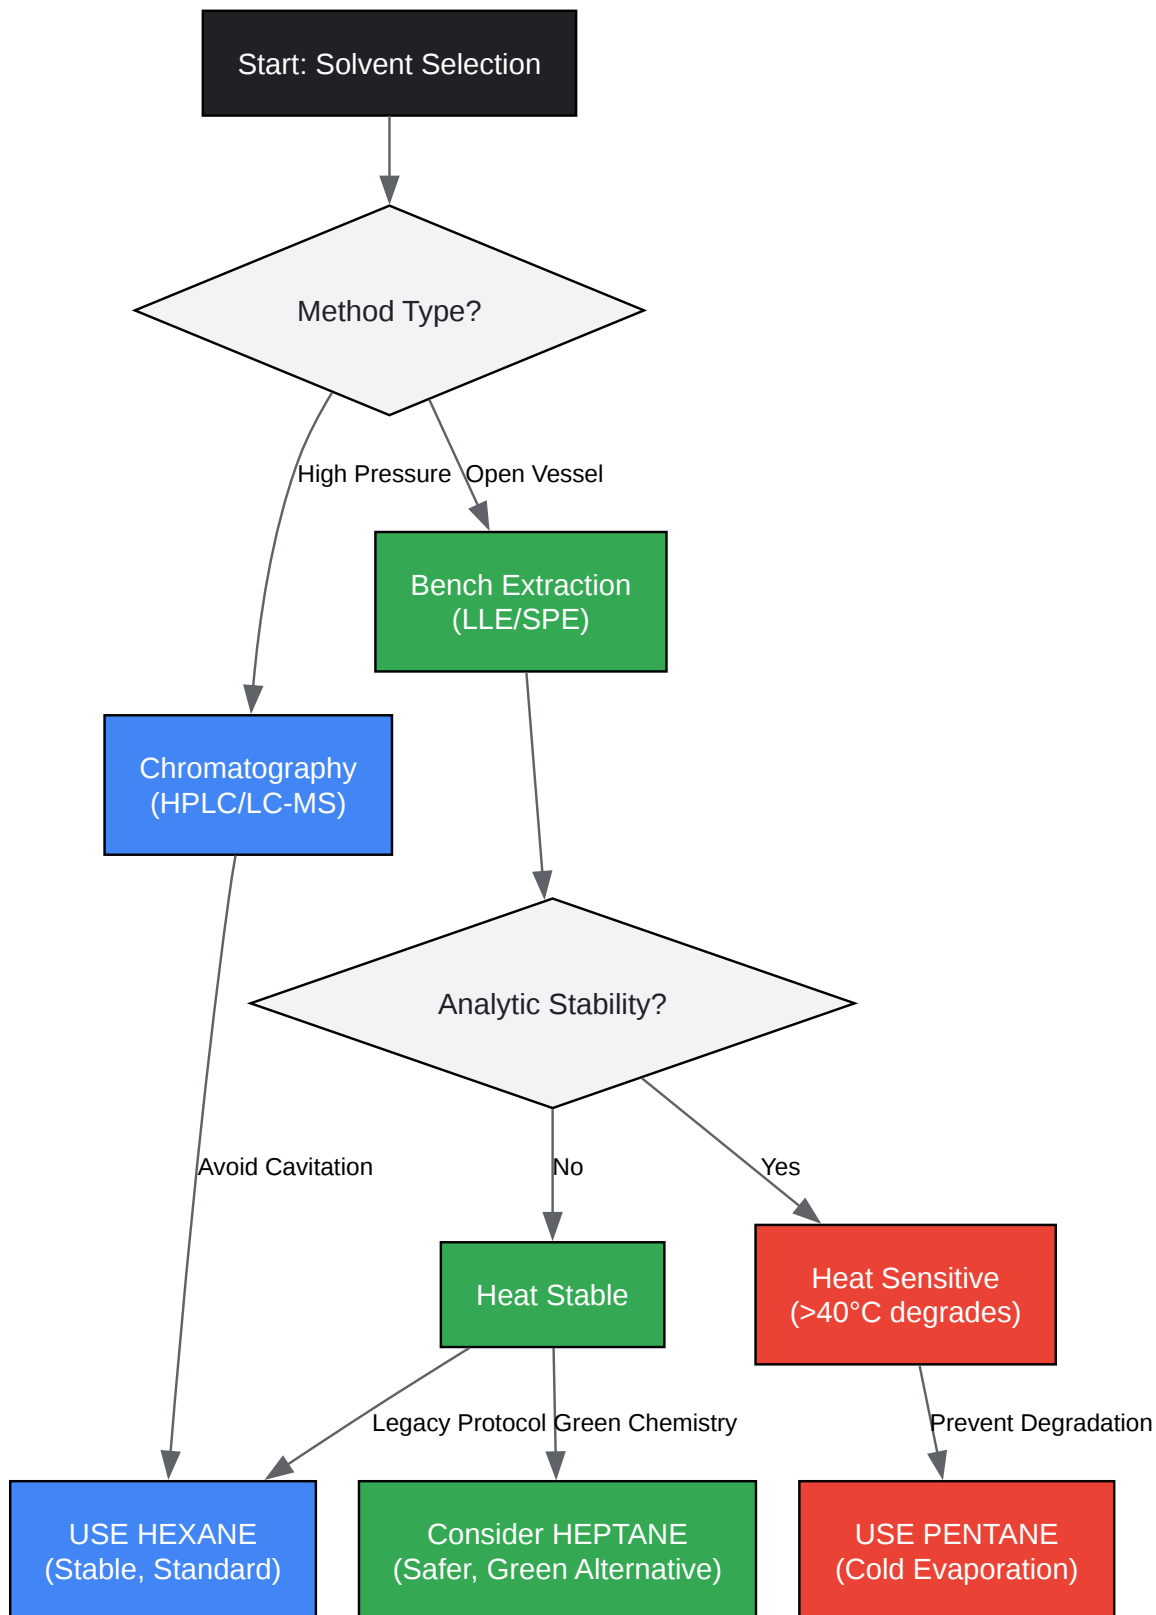 Start: Solvent Selection
Method Type?
High Pressure
Open Vessel
Bench Extraction
(LLE/SPE)
Chromatography
(HPLC/LC-MS)
Analytic Stability?
Avoid Cavitation
No
Yes
Heat Stable
Heat Sensitive
(>40°C degrades)
Legacy Protocol
Green Chemistry
Prevent Degradation
USE HEXANE
(Stable, Standard)
Consider HEPTANE
(Safer, Green Alternative)
USE PENTANE
(Cold Evaporation)